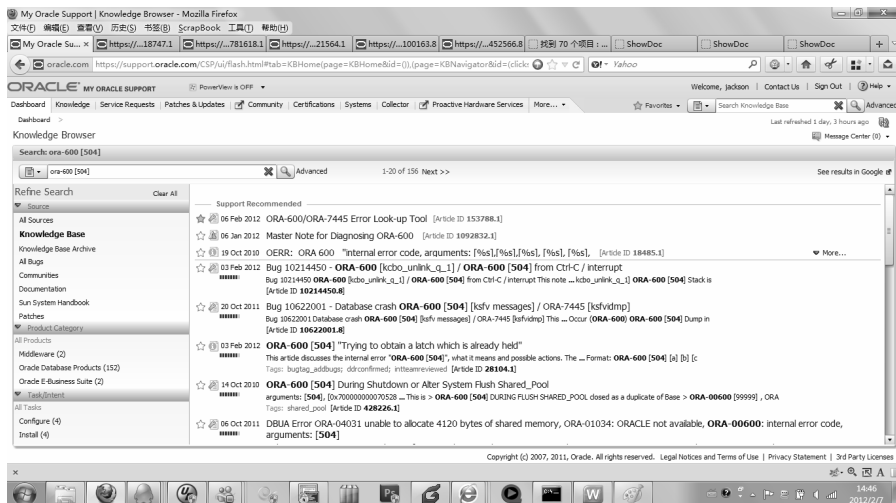 My Oracle Support | Knowledge Browser - Mozilla Firefox
文件(F) 编辑(E) 查看(V) 历史(S) 书签(B) ScrapBook 工具(T) 帮助(H)
My Oracle Su... × https://...18747.1 https://...781618.1 https://...21564.1 https://...100163.8 https://...452566.8 找到 70 个项目 : ... ShowDoc ShowDoc ShowDoc +
oracle.com https://support.oracle.com/CSP/ui/flash.html#tab=KBHome(page=KBHome&id=()),(page=KBNavigator&id=(click: Yahoo
ORACLE MY ORACLE SUPPORT PowerView is OFF Welcome, jackson | Contact Us | Sign Out | Help
Dashboard Knowledge Service Requests Patches & Updates Community Certifications Systems Collector Proactive Hardware Services More... Favorites Search Knowledge Base Advanced
Dashboard > Last refreshed 1 day, 3 hours ago
Knowledge Browser Message Center (0)
Search: ora-600 [504]
ora-600 [504] Advanced 1-20 of 156 Next >> See results in Google
Refine Search Clear All
Source
All Sources
Knowledge Base
Knowledge Base Archive
All Bugs
Communities
Documentation
Sun System Handbook
Patches
Product Category
All Products
Middleware (2)
Oracle Database Products (152)
Oracle E-Business Suite (2)
Task/Intent
All Tasks
Configure (4)
Install (4)
Support Recommended
06 Feb 2012 ORA-600/ORA-7445 Error Look-up Tool [Article ID 153788.1]
06 Jan 2012 Master Note for Diagnosing ORA-600 [Article ID 1092832.1]
19 Oct 2010 OERR: ORA 600 "internal error code, arguments: [%s],[%s],[%s], [%s], [%s], [Article ID 18485.1] More...
03 Feb 2012 Bug 10214450 - ORA-600 [kcbo_unlink_q_1] / ORA-600 [504] from Ctrl-C / interrupt
Bug 10214450 ORA-600 [kcbo_unlink_q_1] / ORA-600 [504] from Ctrl-C / interrupt This note ... kcbo_unlink_q_1] ORA-600 [504] Stack is
[Article ID 10214450.8]
20 Oct 2011 Bug 10622001 - Database crash ORA-600 [504] [ksfv messages] / ORA-7445 [ksfvidmp]
Bug 10622001 Database crash ORA-600 [504] [ksfv messages] / ORA-7445 [ksfvidmp] This ... Occur (ORA-600) ORA-600 [504] Dump in
[Article ID 10622001.8]
03 Feb 2012 ORA-600 [504] "Trying to obtain a latch which is already held"
This article discusses the internal error "ORA-600 [504]", what it means and possible actions. The ... Format: ORA-600 [504] [a] [b] [c
Tags: bugtag_addbugs; ddrconfirmed; intteamreviewed [Article ID 28104.1]
14 Oct 2010 ORA-600 [504] During Shutdown or Alter System Flush Shared_Pool
arguments: [504], [0x700000000070528 ... This is > ORA-600 [504] DURING FLUSH SHARED_POOL closed as a duplicate of Base > ORA-00600 [99999] , ORA
Tags: shared_pool [Article ID 428226.1]
06 Oct 2011 DBUA Error ORA-04031 unable to allocate 4120 bytes of shared memory, ORA-01034: ORACLE not available, ORA-00600: internal error code,
arguments: [504]
Copyright (c) 2007, 2011, Oracle. All rights reserved. Legal Notices and Terms of Use | Privacy Statement | 3rd Party Licenses
14:46
2012/2/7